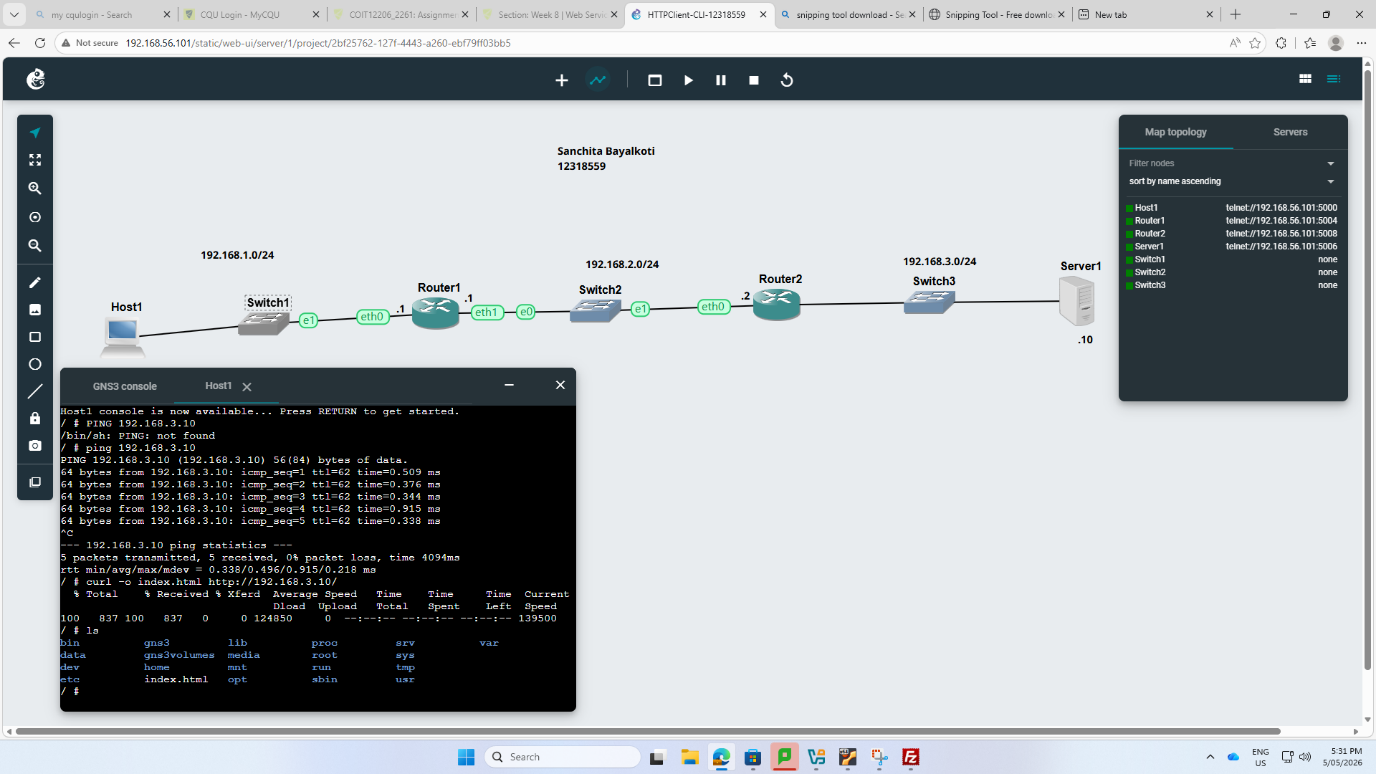 my cqulogin - Search
CQU Login - MyCQU
COIT12206_2261: Assignmer
Section: Week 8 | Web Servic
HTTPClient-CLI-12318559
snipping tool download - Se
Snipping Tool - Free downlo
New tab
Not secure 192.168.56.101/static/web-ui/server/1/project/2bf25762-127f-4443-a260-ebf79ff03bb5
Sanchita Bayalkoti
12318559
Map topology Servers
Filter nodes
sort by name ascending
Host1 telnet://192.168.56.101:5000
Router1 telnet://192.168.56.101:5004
Router2 telnet://192.168.56.101:5008
Server1 telnet://192.168.56.101:5006
Switch1 none
Switch2 none
Switch3 none
192.168.1.0/24
192.168.2.0/24
192.168.3.0/24
Host1
Switch1
e1
eth0
.1
Router1
.1
eth1
e0
Switch2
e1
eth0
.2
Router2
Switch3
Server1
.10
GNS3 console Host1
Host1 console is now available... Press RETURN to get started.
/ # PING 192.168.3.10
/bin/sh: PING: not found
/ # ping 192.168.3.10
PING 192.168.3.10 (192.168.3.10) 56(84) bytes of data.
64 bytes from 192.168.3.10: icmp_seq=1 ttl=62 time=0.509 ms
64 bytes from 192.168.3.10: icmp_seq=2 ttl=62 time=0.376 ms
64 bytes from 192.168.3.10: icmp_seq=3 ttl=62 time=0.344 ms
64 bytes from 192.168.3.10: icmp_seq=4 ttl=62 time=0.915 ms
64 bytes from 192.168.3.10: icmp_seq=5 ttl=62 time=0.338 ms
^C
--- 192.168.3.10 ping statistics ---
5 packets transmitted, 5 received, 0% packet loss, time 4094ms
rtt min/avg/max/mdev = 0.338/0.496/0.915/0.218 ms
/ # curl -o index.html http://192.168.3.10/
% Total % Received % Xferd Average Speed Time Time Time Current
Dload Upload Total Spent Left Speed
100 837 100 837 0 0 124850 0 --:--:-- --:--:-- --:--:-- 139500
/ # ls
bin gns3 lib proc srv var
data gns3volumes media root sys
dev home mnt run tmp
etc index.html opt sbin usr
/ #
Search
ENG
US
5:31 PM
5/05/2026